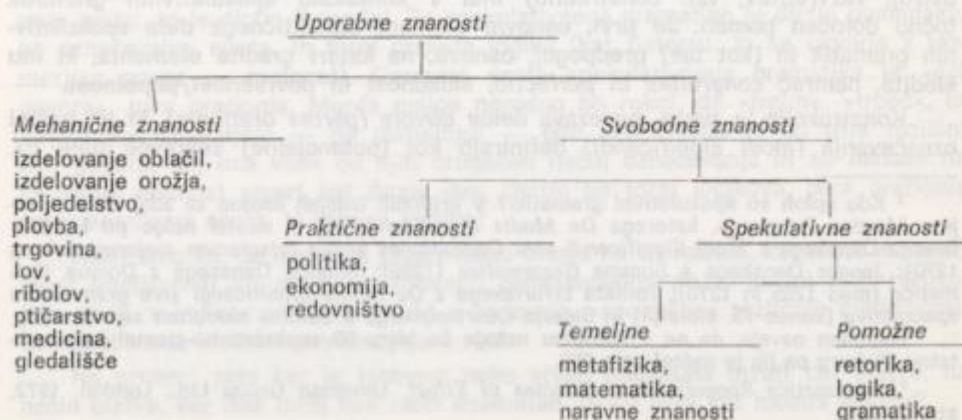 Uporabne znanosti
Mehanične znanosti
izdelovanje oblačil,
izdelovanje orožja,
poljedelstvo,
plovba,
trgovina,
lov,
ribolov,
ptičarstvo,
medicina,
gledališče
Svobodne znanosti
Praktične znanosti
politika,
ekonomija,
redovništvo
Spekulativne znanosti
Temeljne
metafizika,
matematika,
naravne znanosti
Pomožne
retorika,
logika,
gramatika